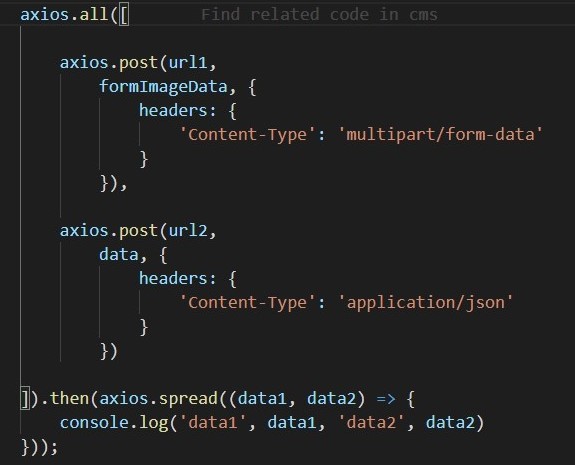 axios.all([ Find related code in cms
axios.post(url1,
formImageData, {
headers: {
'Content-Type': 'multipart/form-data'
}
}),
axios.post(url2,
data, {
headers: {
'Content-Type': 'application/json'
}
})
]).then(axios.spread((data1, data2) => {
console.log('data1', data1, 'data2', data2)
}));